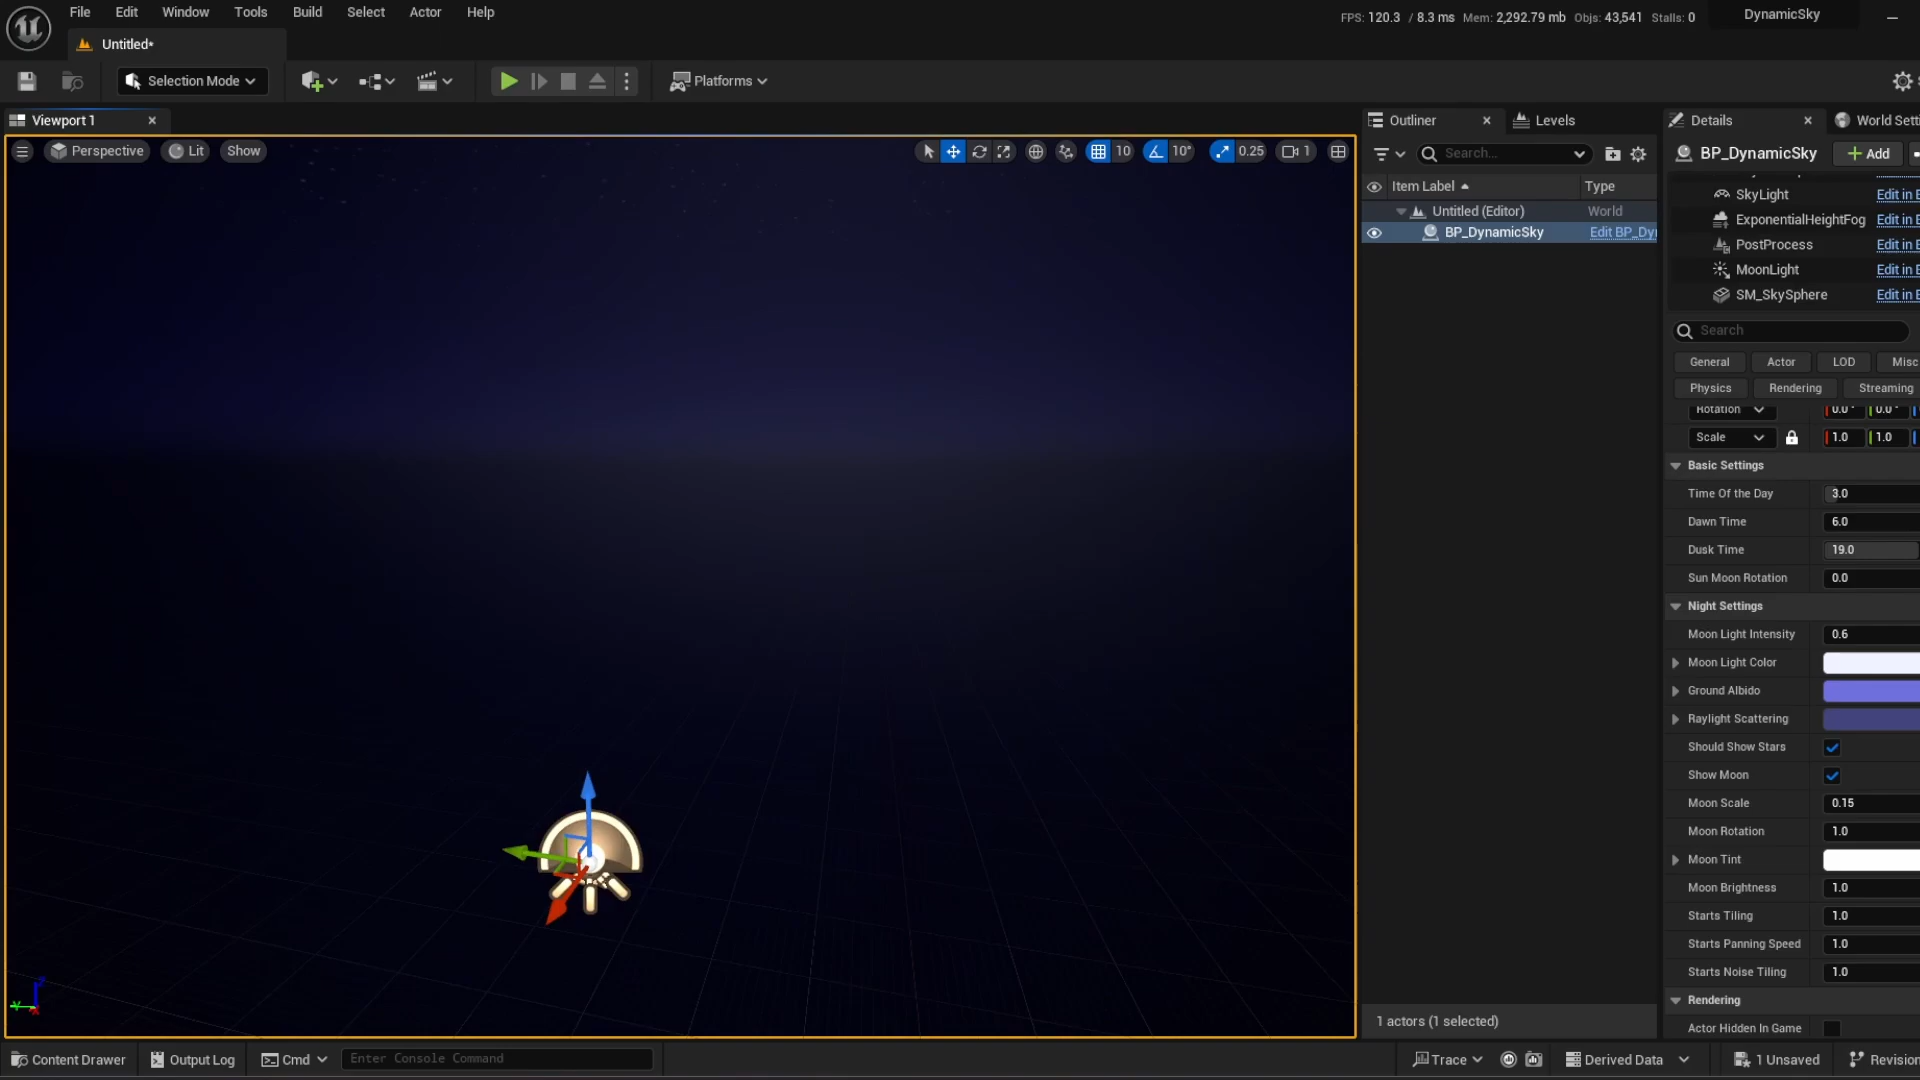 File Edit Window Tools Build Select Actor Help
FPS: 120.3 / 8.3 ms Mem: 2,292.79 mb Objs: 43,541 Stalls: 0
DynamicSky
Untitled*
Selection Mode
Platforms
Viewport 1
Perspective Lit Show
10 10° 0.25 1
Outliner Levels
Search...
Item Label Type
Untitled (Editor) World
BP_DynamicSky Edit BP_Dy
1 actors (1 selected)
Details World Setti
BP_DynamicSky Add
SkyLight Edit in
ExponentialHeightFog Edit in
PostProcess Edit in
MoonLight Edit in
SM_SkySphere Edit in
Search
General Actor LOD Misc
Physics Rendering Streaming
Rotation 0.0° 0.0°
Scale 1.0 1.0
Basic Settings
Time Of the Day 3.0
Dawn Time 6.0
Dusk Time 19.0
Sun Moon Rotation 0.0
Night Settings
Moon Light Intensity 0.6
Moon Light Color
Ground Albido
Raylight Scattering
Should Show Stars
Show Moon
Moon Scale 0.15
Moon Rotation 1.0
Moon Tint
Moon Brightness 1.0
Starts Tiling 1.0
Starts Panning Speed 1.0
Starts Noise Tiling 1.0
Rendering
Actor Hidden In Game
Content Drawer Output Log Cmd Enter Console Command
Trace Derived Data 1 Unsaved Revision